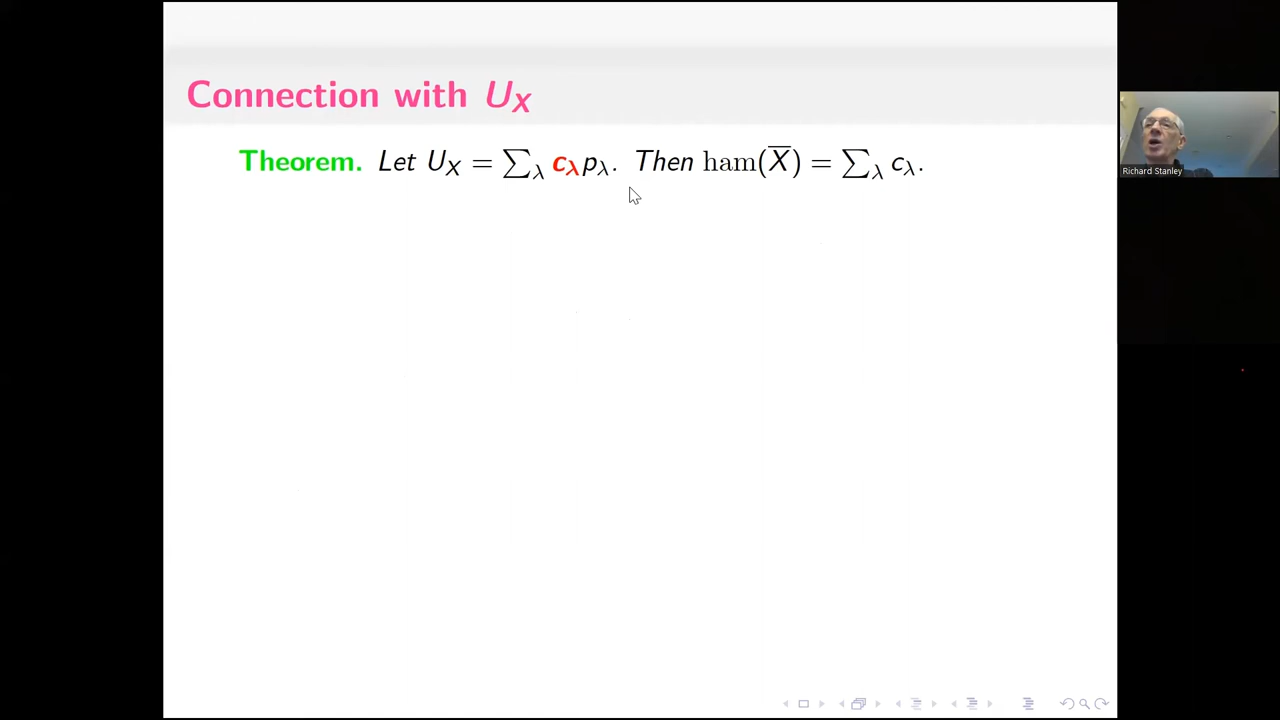 Connection with U_X
Theorem. Let U_X = ∑_λ c_λ p_λ. Then ham(X̅) = ∑_λ c_λ.
Richard Stanley